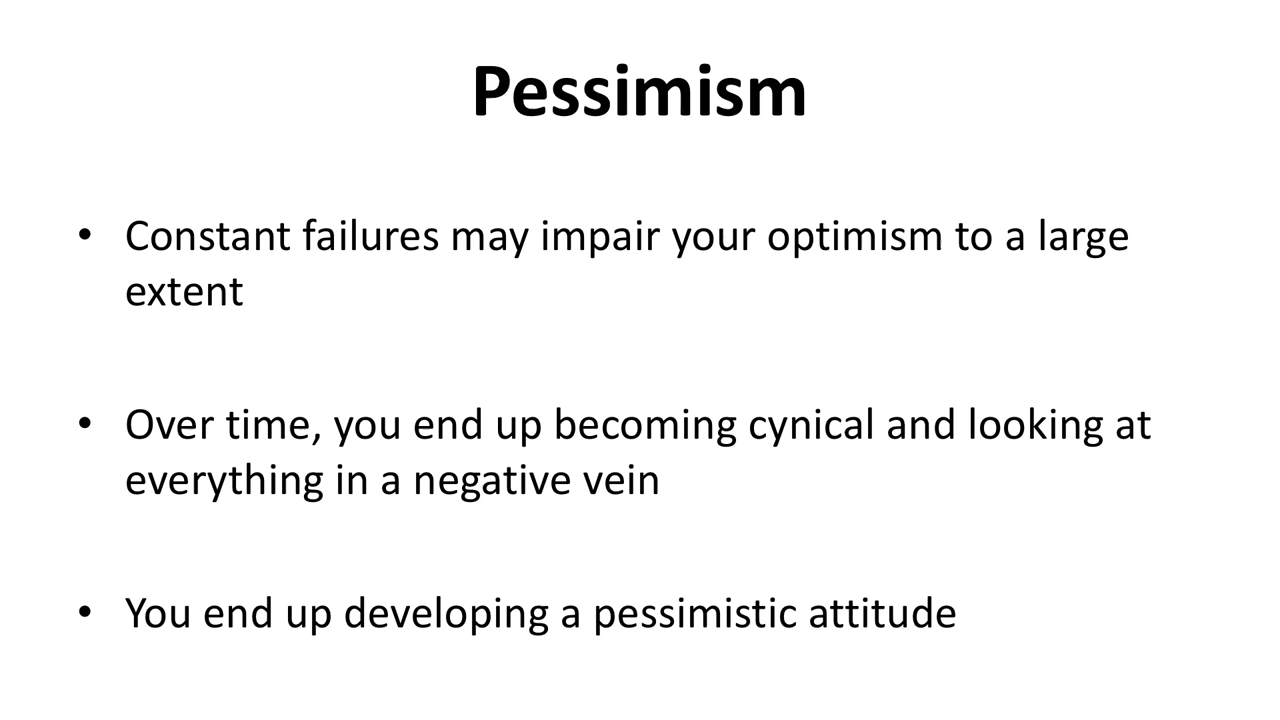 Pessimism
• Constant failures may impair your optimism to a large
extent
• Over time, you end up becoming cynical and looking at
everything in a negative vein
• You end up developing a pessimistic attitude